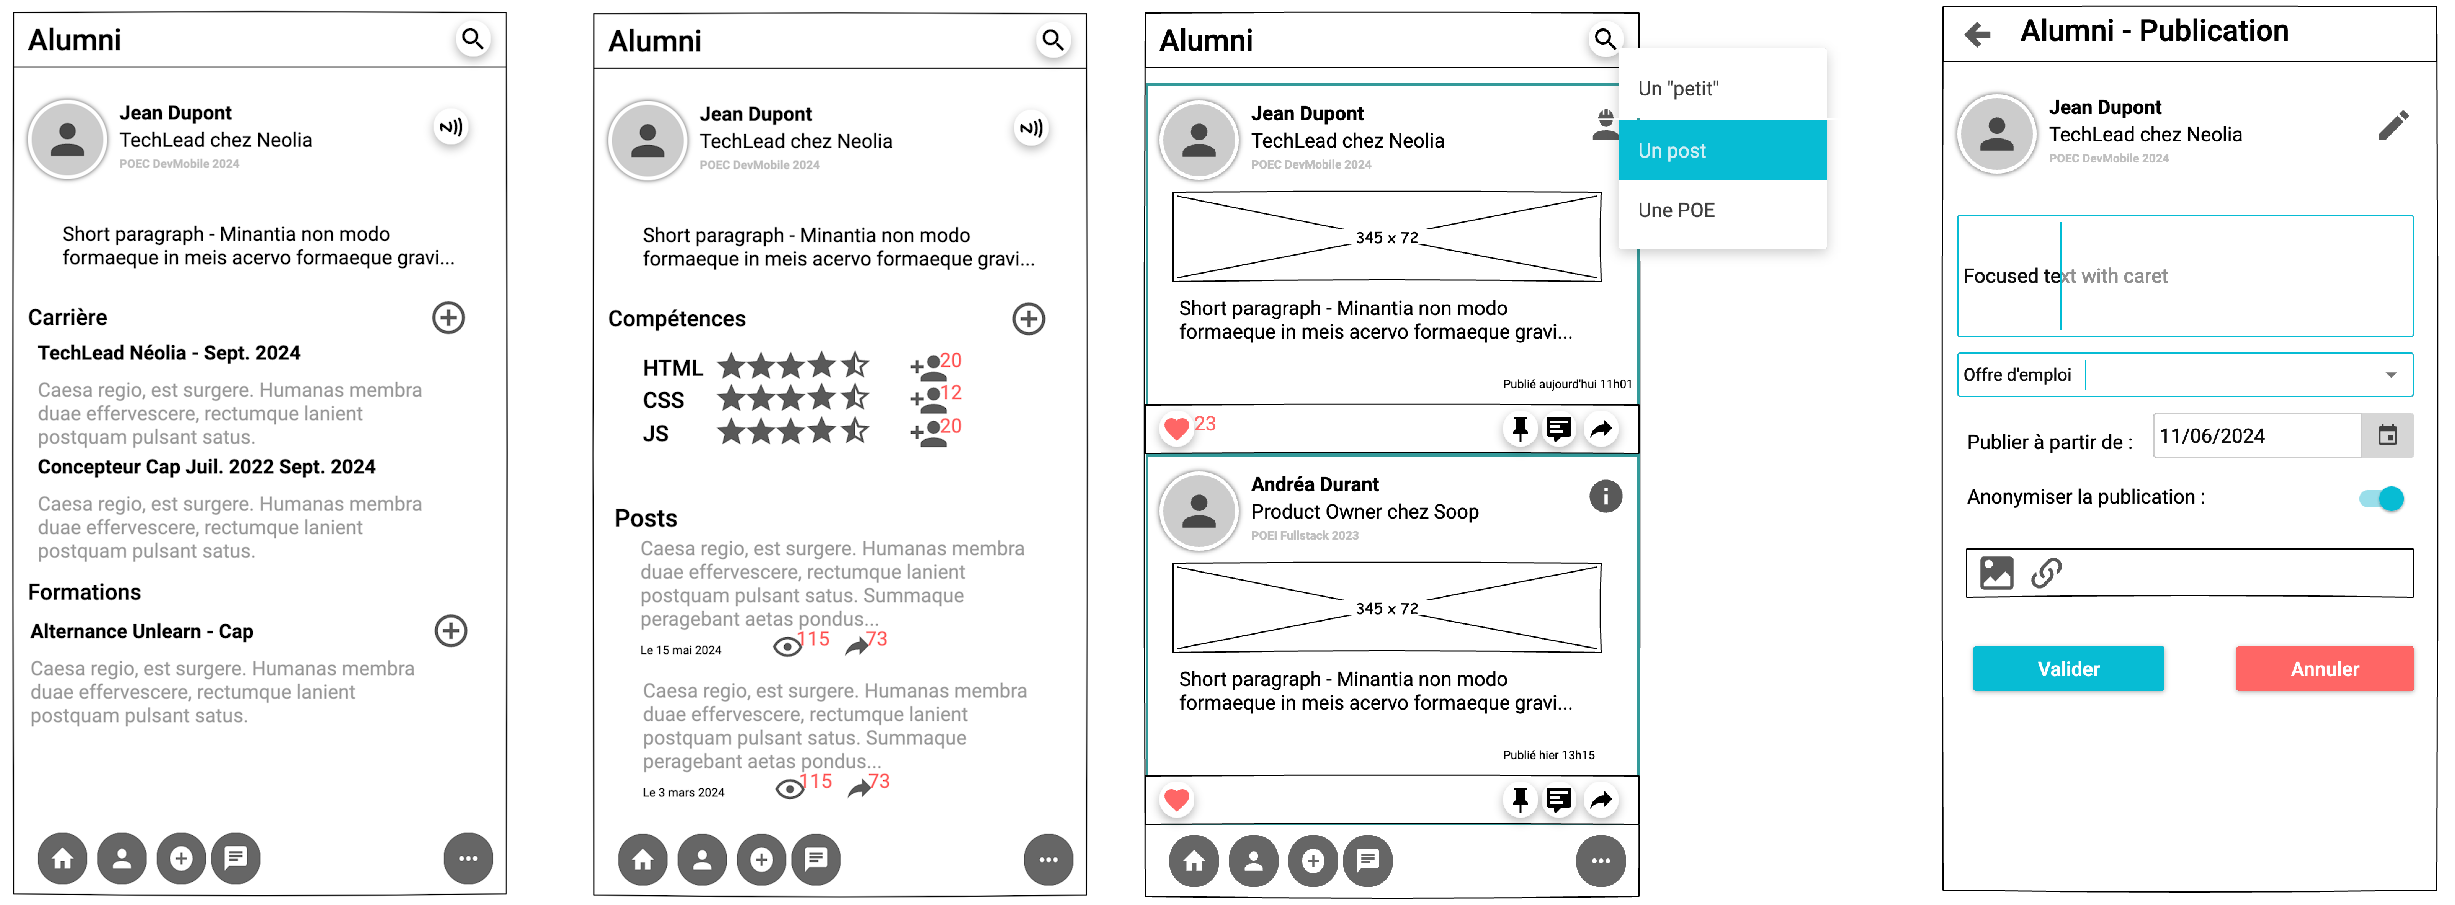 Alumni
Jean Dupont
TechLead chez Neolia
POEC DevMobile 2024
Short paragraph - Minantia non modo
formaeque in meis acervo formaeque gravi...
Carrière
TechLead Néolia - Sept. 2024
Caesa regio, est surgere. Humanas membra
duae effervescere, rectumque lanient
postquam pulsant satus.
Concepteur Cap Juil. 2022 Sept. 2024
Caesa regio, est surgere. Humanas membra
duae effervescere, rectumque lanient
postquam pulsant satus.
Formations
Alternance Unlearn - Cap
Caesa regio, est surgere. Humanas membra
duae effervescere, rectumque lanient
postquam pulsant satus.
Alumni
Jean Dupont
TechLead chez Neolia
POEC DevMobile 2024
Short paragraph - Minantia non modo
formaeque in meis acervo formaeque gravi...
Compétences
HTML 20
CSS 12
JS 20
Posts
Caesa regio, est surgere. Humanas membra
duae effervescere, rectumque lanient
postquam pulsant satus. Summaque
peragebant aetas pondus...
Le 15 mai 2024 115 73
Caesa regio, est surgere. Humanas membra
duae effervescere, rectumque lanient
postquam pulsant satus. Summaque
peragebant aetas pondus...
Le 3 mars 2024 115 73
Alumni
Un "petit"
Un post
Une POE
Jean Dupont
TechLead chez Neolia
POEC DevMobile 2024
345 x 72
Short paragraph - Minantia non modo
formaeque in meis acervo formaeque gravi...
Publié aujourd'hui 11h01
23
Andréa Durant
Product Owner chez Soop
POEI Fullstack 2023
345 x 72
Short paragraph - Minantia non modo
formaeque in meis acervo formaeque gravi...
Publié hier 13h15
Alumni - Publication
Jean Dupont
TechLead chez Neolia
POEC DevMobile 2024
Focused text with caret
Offre d'emploi
Publier à partir de : 11/06/2024
Anonymiser la publication :
Valider Annuler